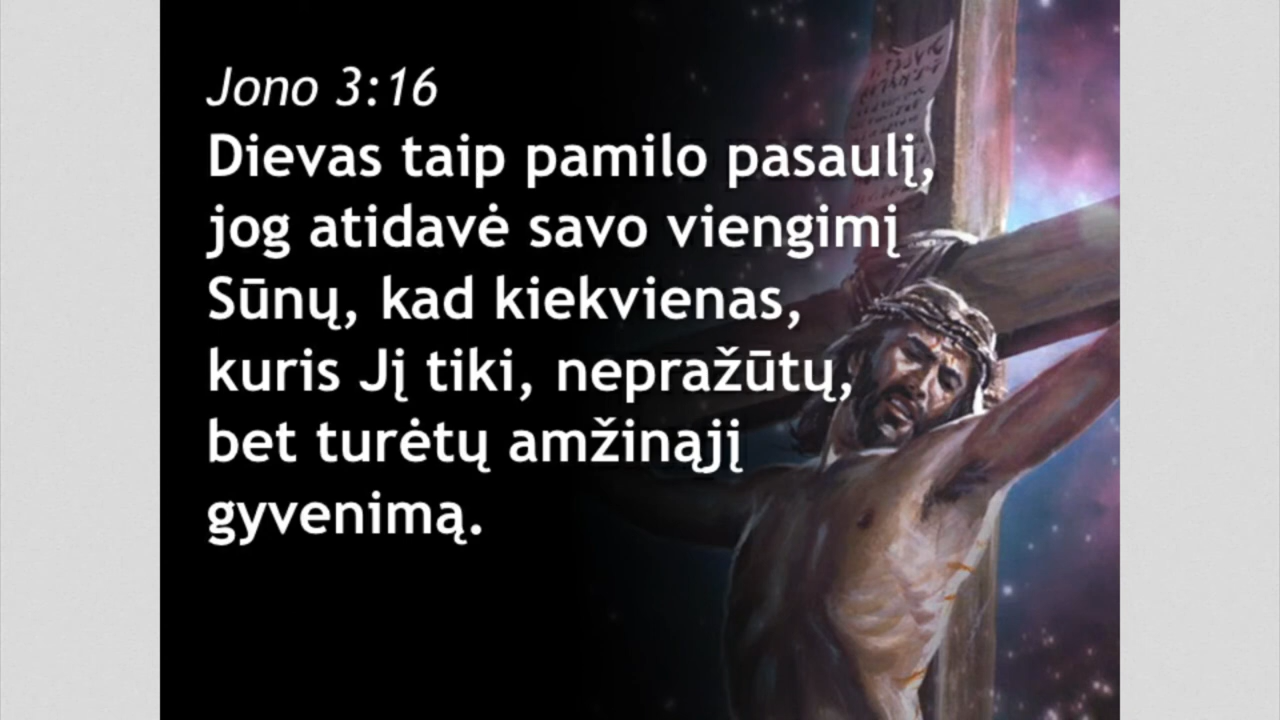 Jono 3:16
Dievas taip pamilo pasaulį,
jog atidavė savo viengimį
Sūnų, kad kiekvienas,
kuris Jį tiki, nepražūtų,
bet turėtų amžinąjį
gyvenimą.